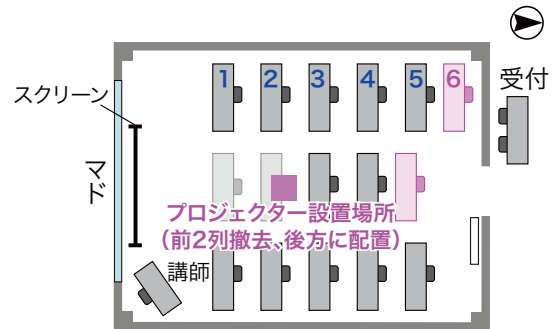 1 2 3 4 5 6
受付
スクリーン
マド
プロジェクター設置場所
(前2列撤去、後方に配置)
講師